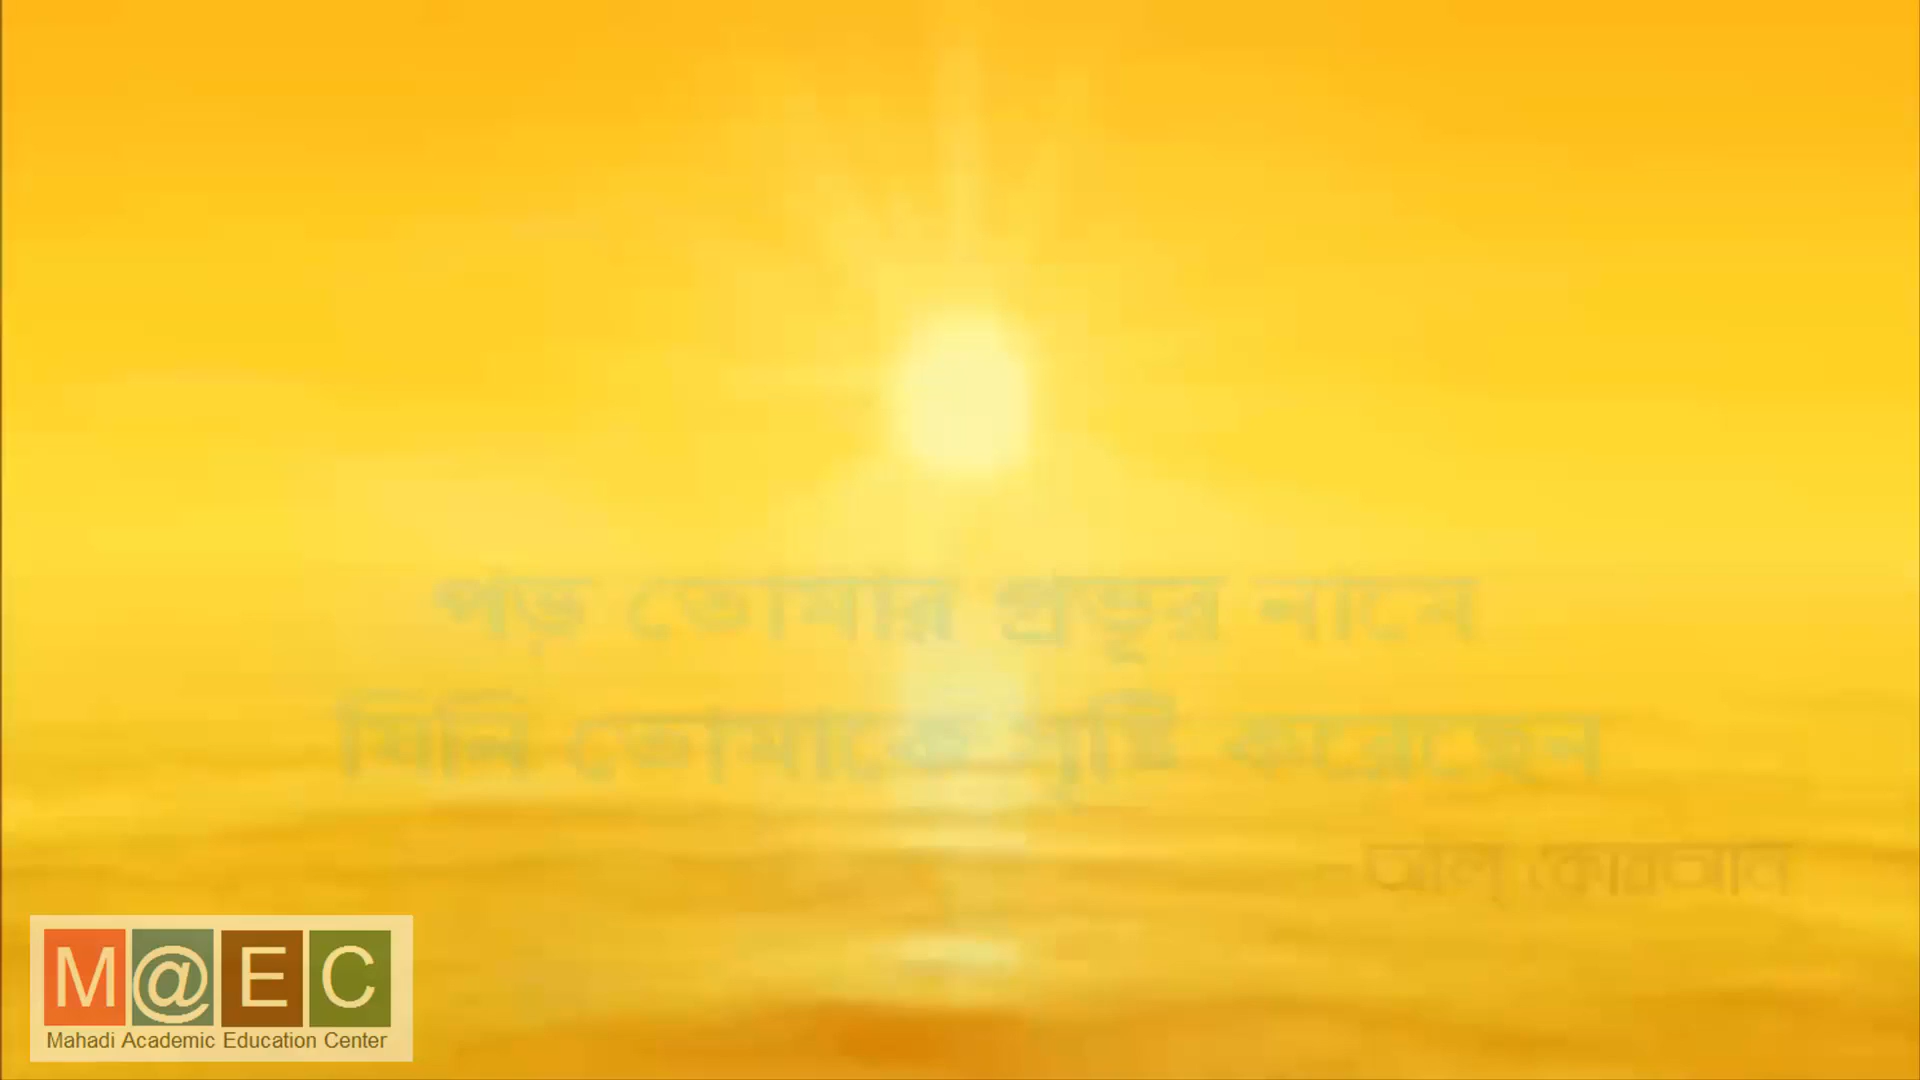 পড় তোমার প্রভূর নামে
যিনি তোমাকে সৃষ্টি করেছেন
- আল কোরআন
M@EC
Mahadi Academic Education Center